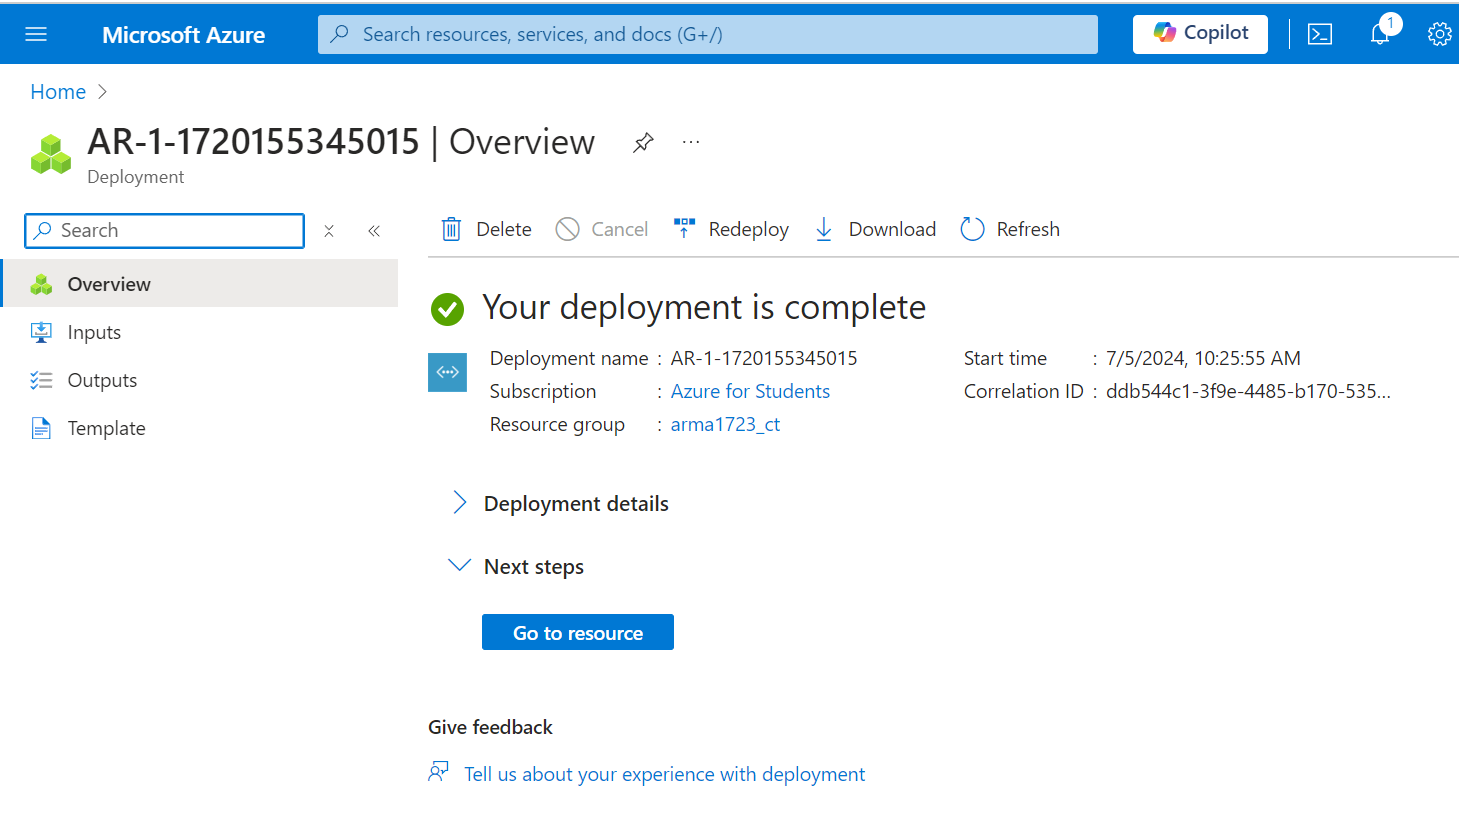 Microsoft Azure
Search resources, services, and docs (G+/)
Copilot
1
Home
AR-1-1720155345015 | Overview
Deployment
Search
Delete
Cancel
Redeploy
Download
Refresh
Overview
Inputs
Outputs
Template
Your deployment is complete
Deployment name : AR-1-1720155345015
Subscription : Azure for Students
Resource group : arma1723_ct
Start time : 7/5/2024, 10:25:55 AM
Correlation ID : ddb544c1-3f9e-4485-b170-535...
Deployment details
Next steps
Go to resource
Give feedback
Tell us about your experience with deployment